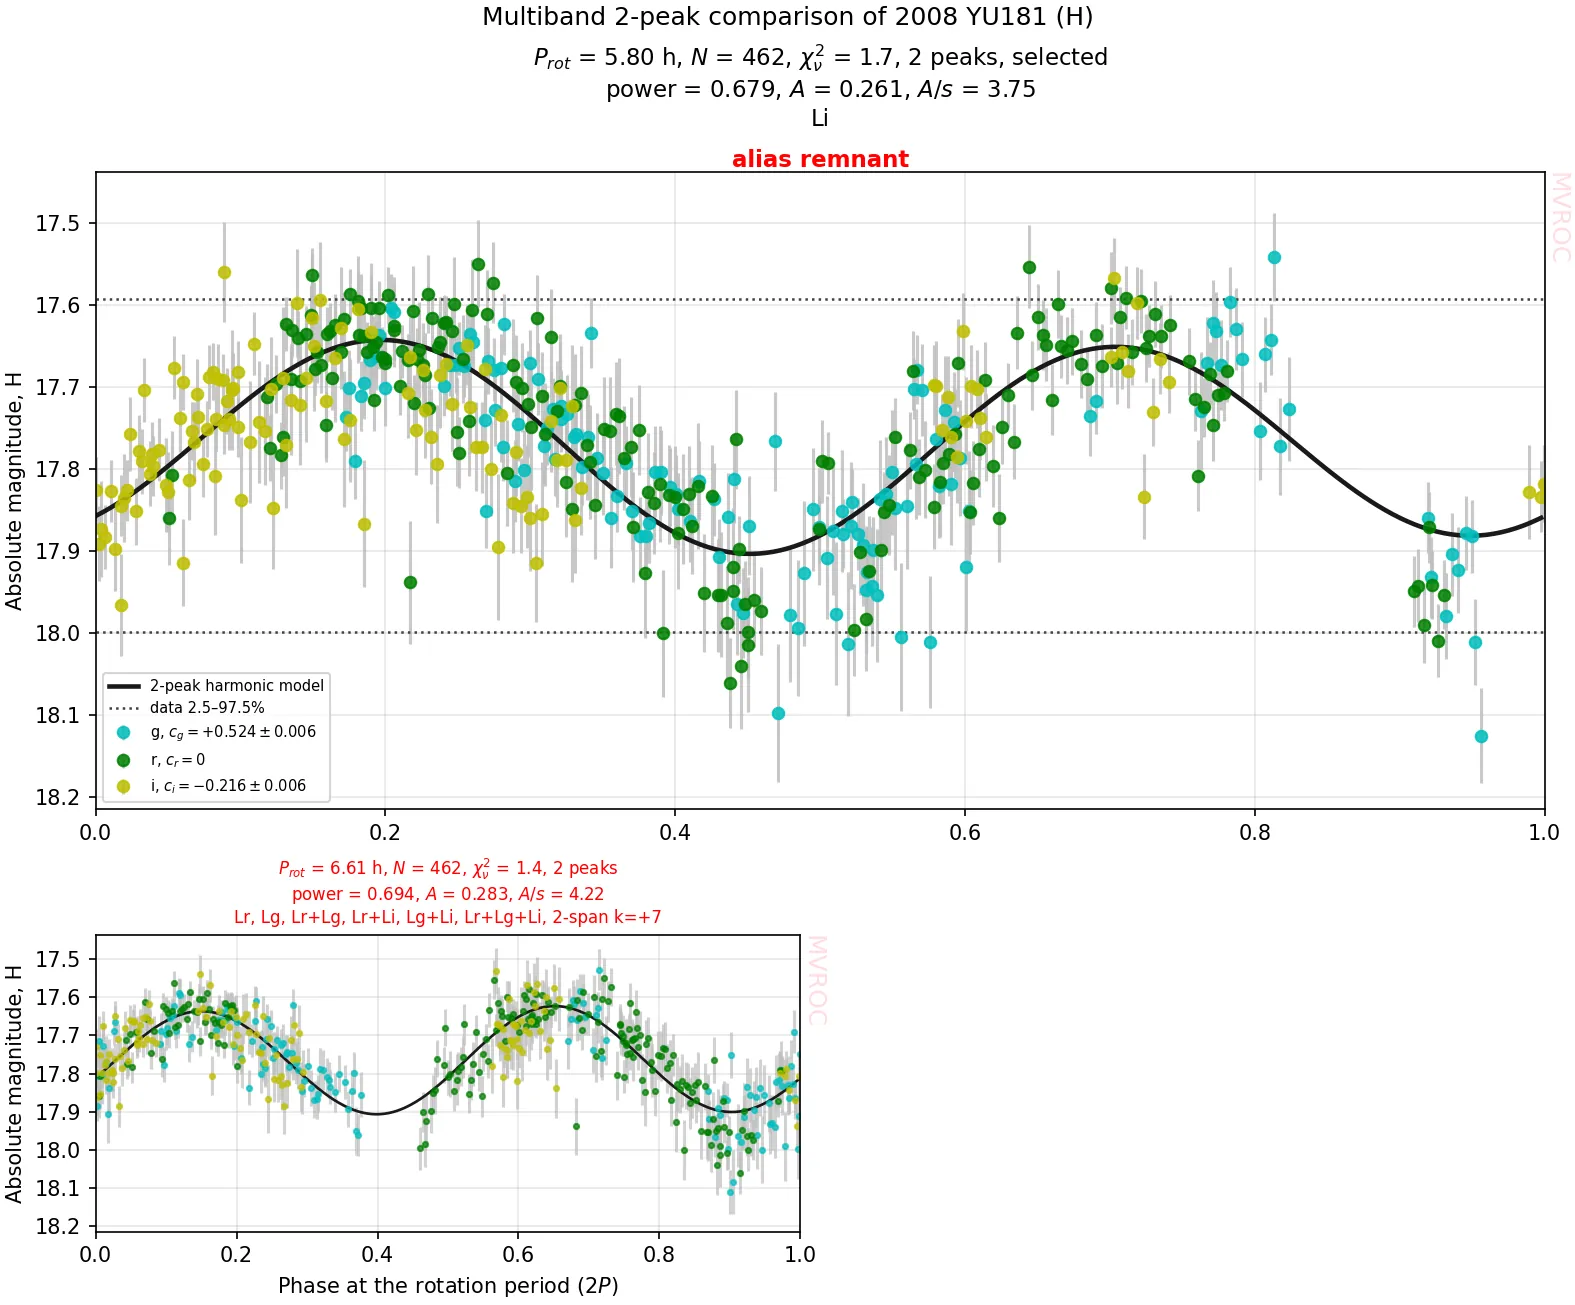 Multiband 2-peak comparison of 2008 YU181 (H)
P_rot = 5.80 h, N = 462, χ²_ν = 1.7, 2 peaks, selected
power = 0.679, A = 0.261, A/s = 3.75
Li
alias remnant
MVROC
Absolute magnitude, H
17.5
17.6
17.7
17.8
17.9
18.0
18.1
18.2
2-peak harmonic model
data 2.5–97.5%
g, c_g = +0.524 ± 0.006
r, c_r = 0
i, c_i = −0.216 ± 0.006
0.0 0.2 0.4 0.6 0.8 1.0
P_rot = 6.61 h, N = 462, χ²_ν = 1.4, 2 peaks
power = 0.694, A = 0.283, A/s = 4.22
Lr, Lg, Lr+Lg, Lr+Li, Lg+Li, Lr+Lg+Li, 2-span k=+7
MVROC
Absolute magnitude, H
17.5
17.6
17.7
17.8
17.9
18.0
18.1
18.2
0.0 0.2 0.4 0.6 0.8 1.0
Phase at the rotation period (2P)